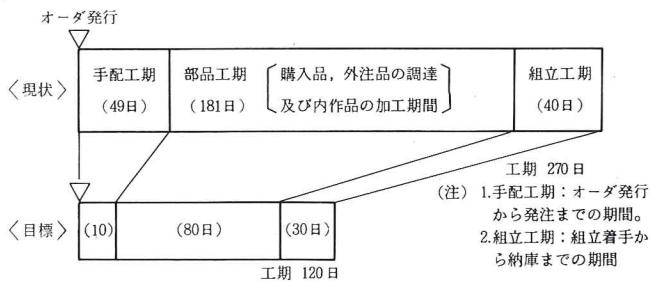 オーダ発行
〈現状〉
手配工期
(49日)
部品工期
(181日)
購入品,外注品の調達
及び内作品の加工期間
組立工期
(40日)
工期 270日
〈目標〉
(10)
(80日)
(30日)
工期 120日
(注) 1.手配工期:オーダ発行
から発注までの期間。
2.組立工期:組立着手か
ら納庫までの期間